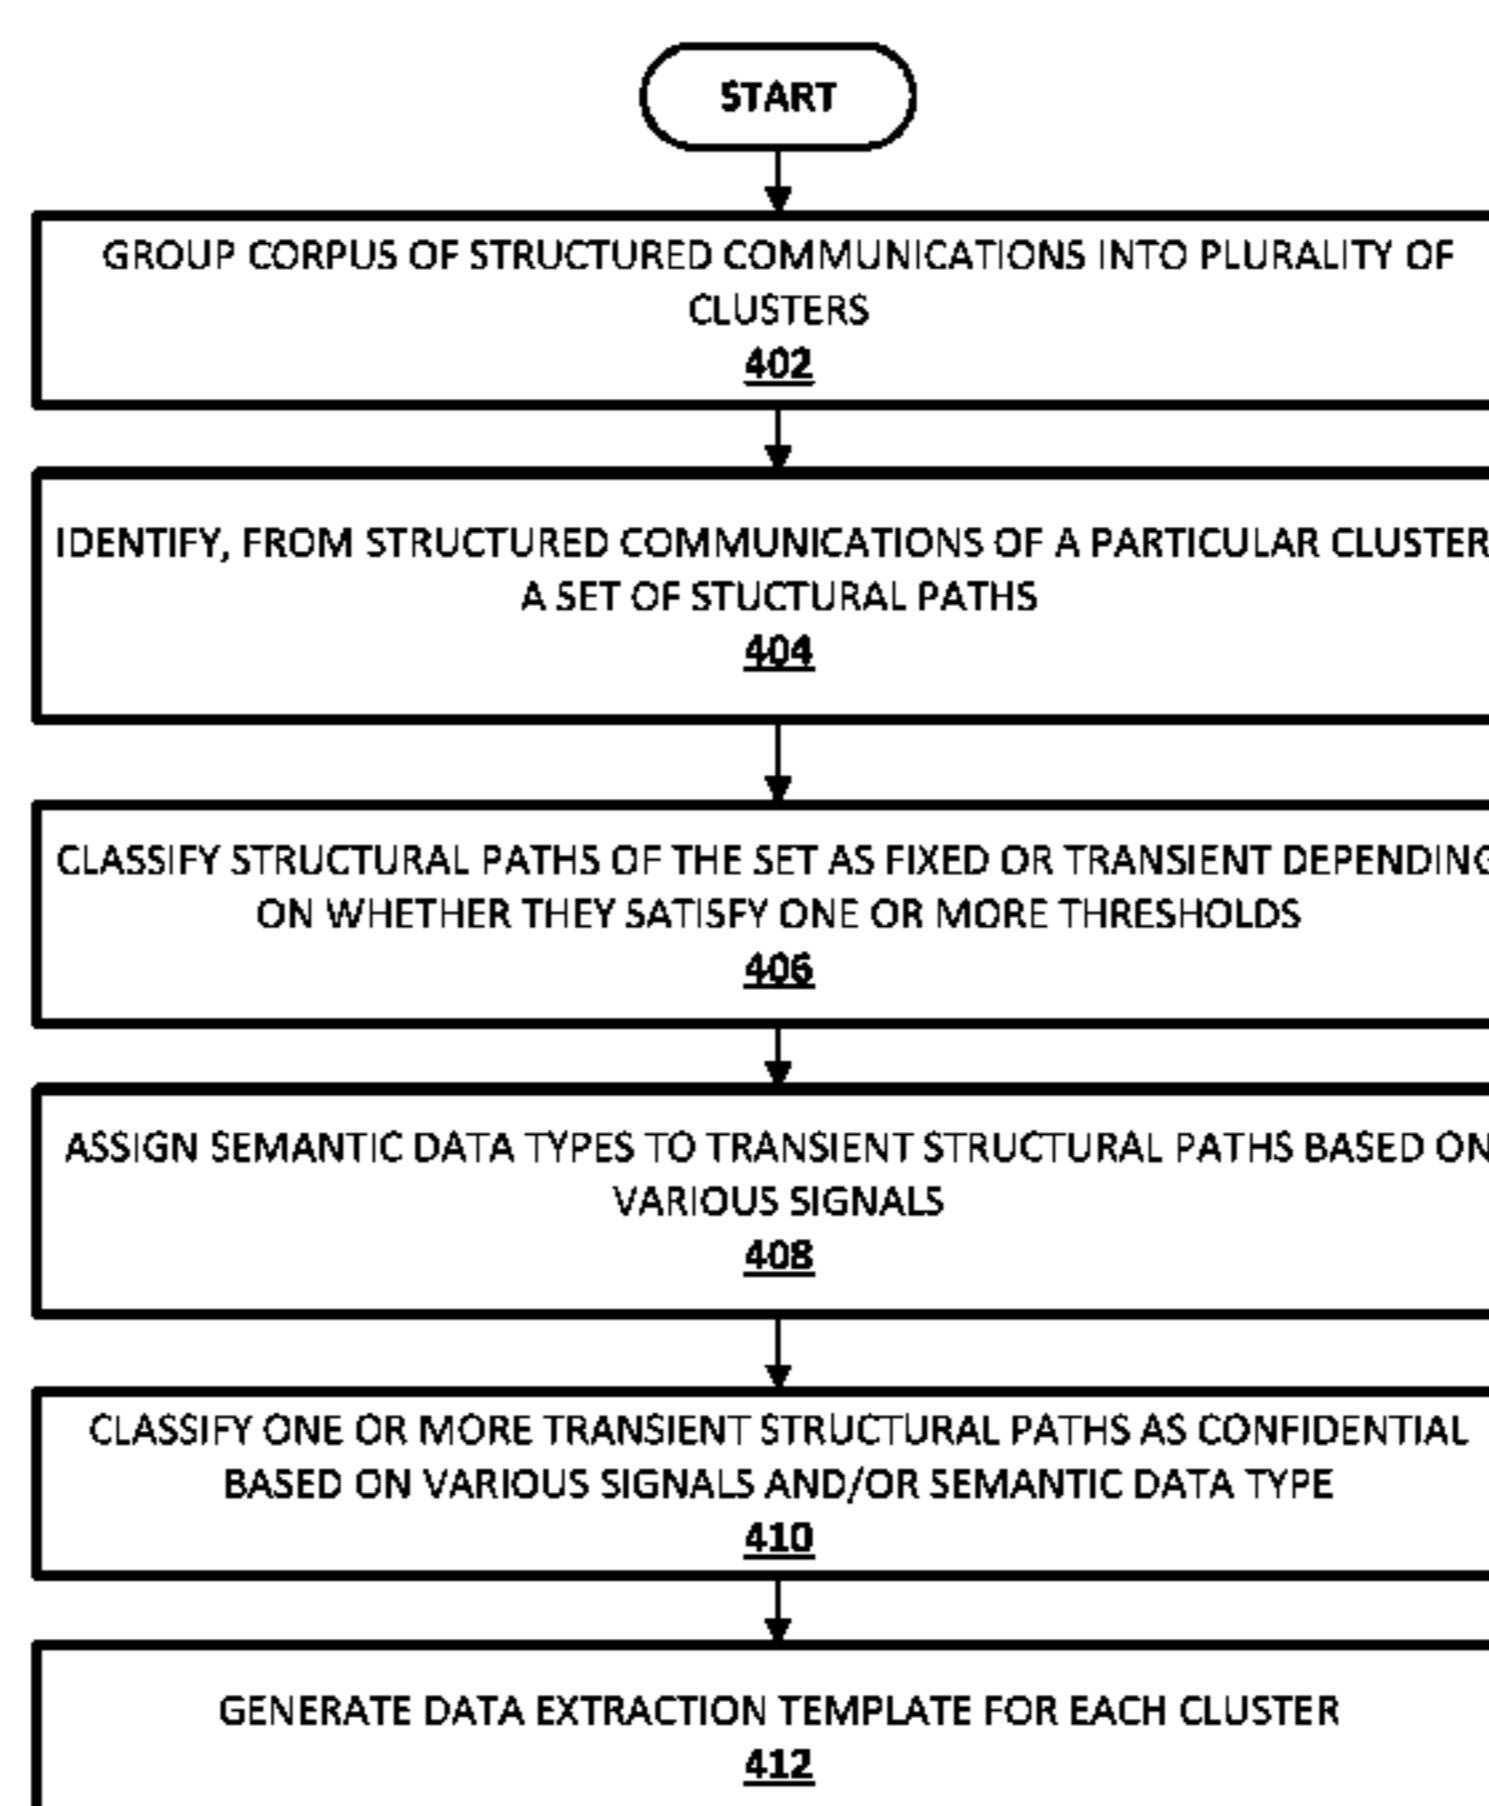 START
GROUP CORPUS OF STRUCTURED COMMUNICATIONS INTO PLURALITY OF
CLUSTERS
402
IDENTIFY, FROM STRUCTURED COMMUNICATIONS OF A PARTICULAR CLUSTER,
A SET OF STUCTURAL PATHS
404
CLASSIFY STRUCTURAL PATHS OF THE SET AS FIXED OR TRANSIENT DEPENDING
ON WHETHER THEY SATISFY ONE OR MORE THRESHOLDS
406
ASSIGN SEMANTIC DATA TYPES TO TRANSIENT STRUCTURAL PATHS BASED ON
VARIOUS SIGNALS
408
CLASSIFY ONE OR MORE TRANSIENT STRUCTURAL PATHS AS CONFIDENTIAL
BASED ON VARIOUS SIGNALS AND/OR SEMANTIC DATA TYPE
410
GENERATE DATA EXTRACTION TEMPLATE FOR EACH CLUSTER
412